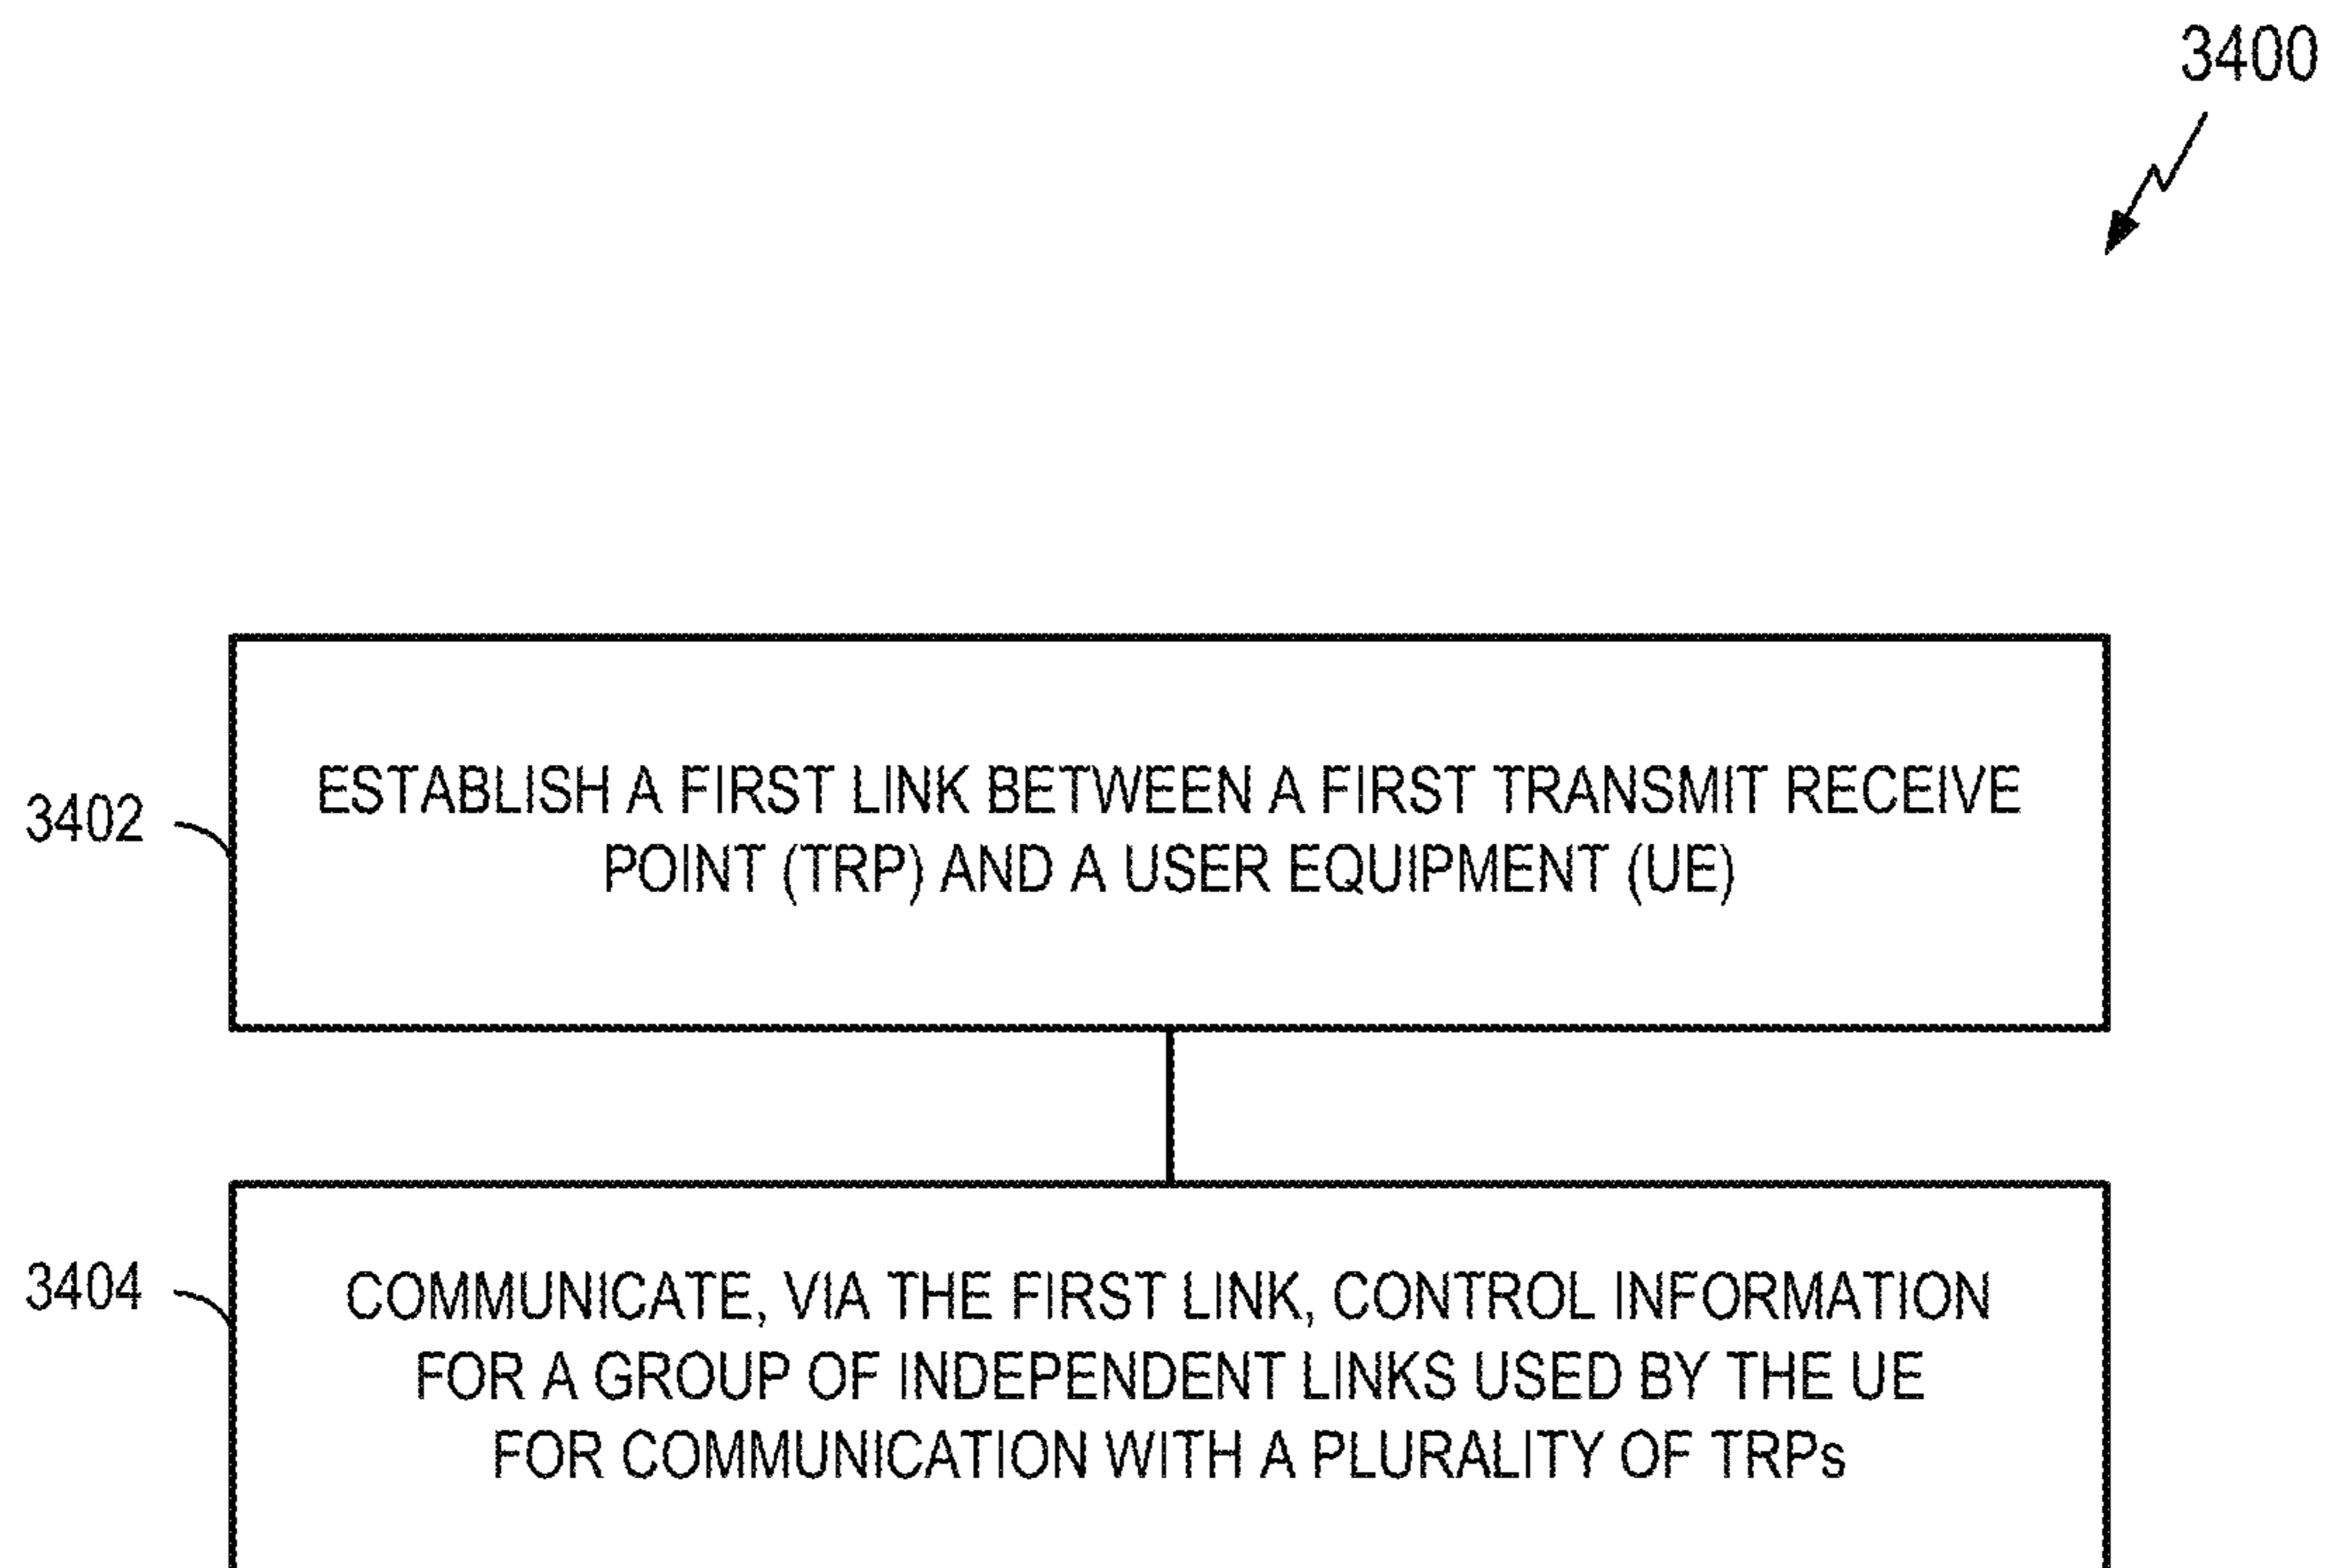 3400
3402
ESTABLISH A FIRST LINK BETWEEN A FIRST TRANSMIT RECEIVE
POINT (TRP) AND A USER EQUIPMENT (UE)
3404
COMMUNICATE, VIA THE FIRST LINK, CONTROL INFORMATION
FOR A GROUP OF INDEPENDENT LINKS USED BY THE UE
FOR COMMUNICATION WITH A PLURALITY OF TRPs